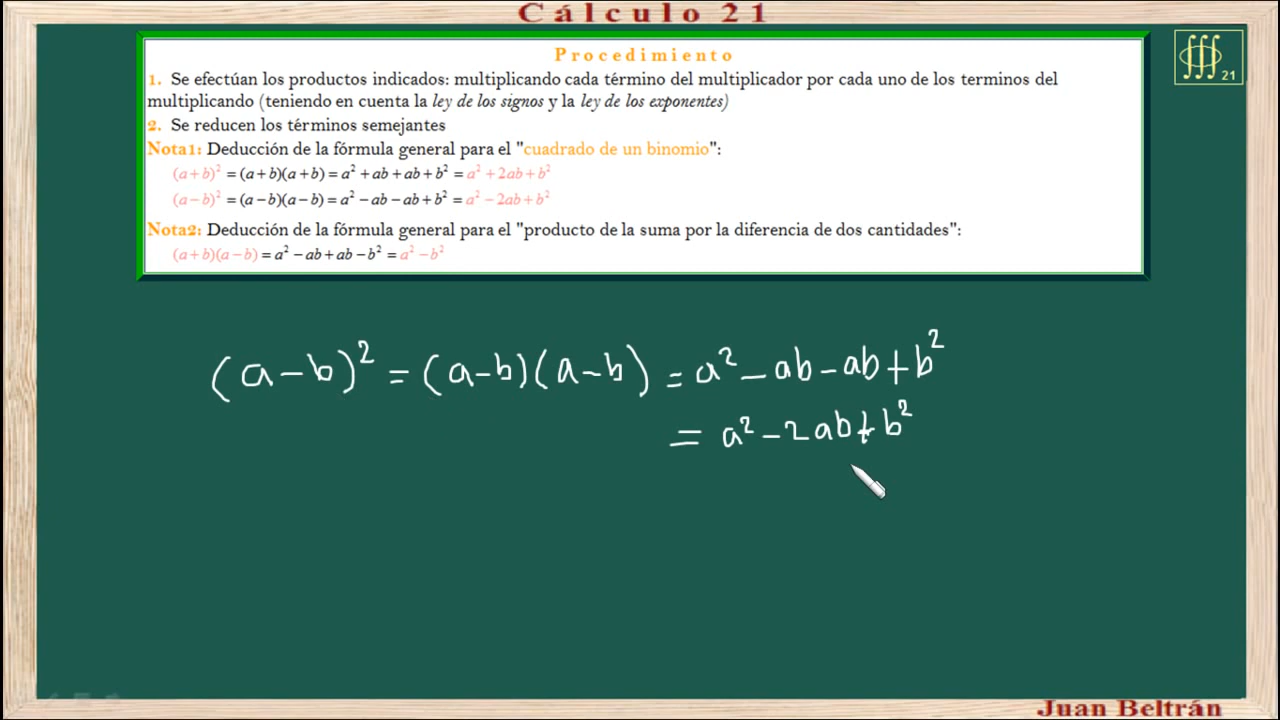 Cálculo 21
Procedimiento
1. Se efectúan los productos indicados: multiplicando cada término del multiplicador por cada uno de los terminos del
multiplicando (teniendo en cuenta la ley de los signos y la ley de los exponentes)
2. Se reducen los términos semejantes
Nota1: Deducción de la fórmula general para el "cuadrado de un binomio":
(a+b)² = (a+b)(a+b) = a² + ab + ab + b² = a² + 2ab + b²
(a−b)² = (a−b)(a−b) = a² − ab − ab + b² = a² − 2ab + b²
Nota2: Deducción de la fórmula general para el "producto de la suma por la diferencia de dos cantidades":
(a+b)(a−b) = a² − ab + ab − b² = a² − b²
∫∫∫ 21
(a−b)² = (a−b)(a−b) = a² − ab − ab + b²
= a² − 2ab + b²
Juan Beltrán